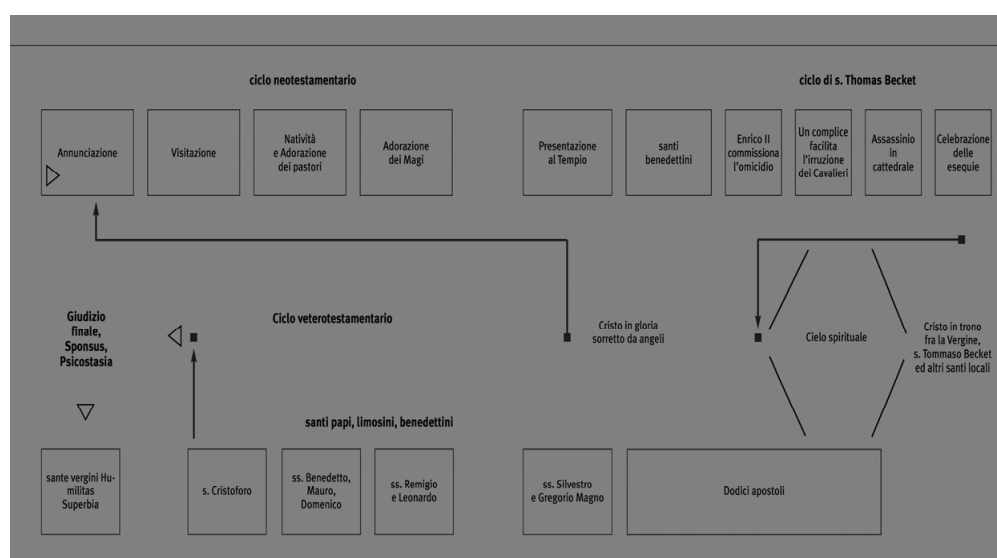 ciclo neotestamentario
ciclo di s. Thomas Becket
Annunciazione
Visitazione
Natività
e Adorazione
dei pastori
Adorazione
dei Magi
Presentazione
al Tempio
santi
benedettini
Enrico II
commissiona
l'omicidio
Un complice
facilita
l'irruzione
dei Cavalieri
Assassinio
in
cattedrale
Celebrazione
delle
esequie
Giudizio
finale,
Sponsus,
Psicostasia
Ciclo veterotestamentario
Cristo in gloria
sorretto da angeli
Cielo spirituale
Cristo in trono
fra la Vergine,
s. Tommaso Becket
ed altri santi locali
santi papi, limosini, benedettini
sante vergini Hu-
militas
Superbia
s. Cristoforo
ss. Benedetto,
Mauro,
Domenico
ss. Remigio
e Leonardo
ss. Silvestro
e Gregorio Magno
Dodici apostoli